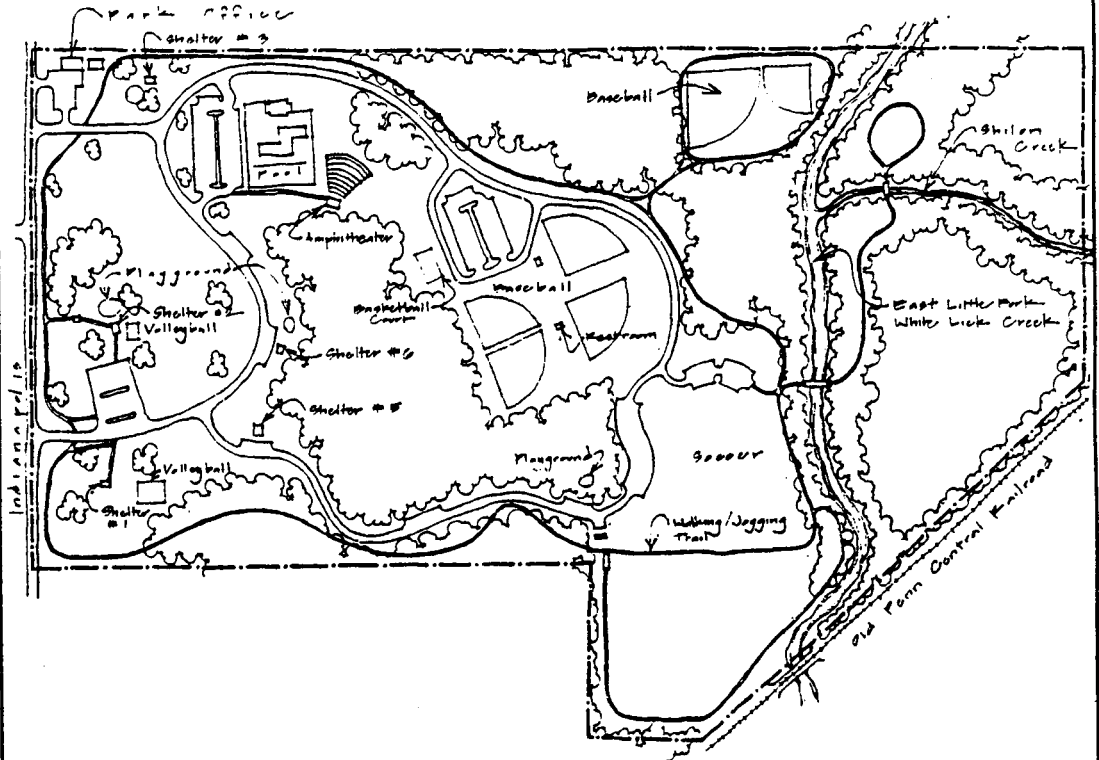 Park Office
Shelter # 3
Baseball
Shiloh
Creek
Pool
Amphitheater
Playground
Baseball
Basketball
Court
Shelter #2
Volleyball
East Little Fork
White Lick Creek
Restroom
Shelter #6
Shelter # 5
Indianapolis
Playground
Soccer
Volleyball
Shelter
#1
Walking/Jogging
Trail
Old Penn Central Railroad